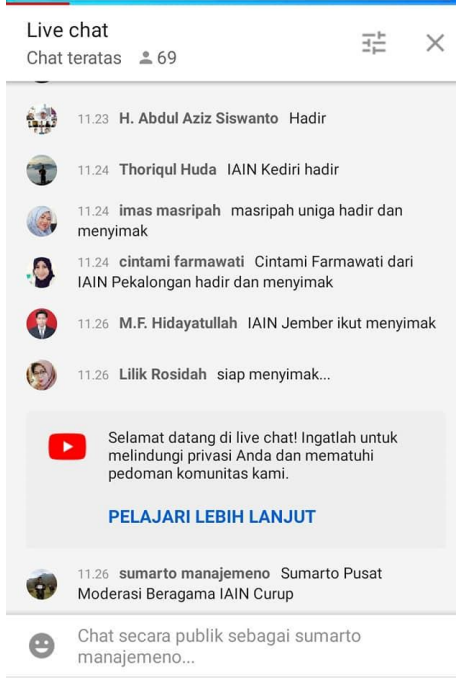 Live chat
Chat teratas 69
11.23 H. Abdul Aziz Siswanto Hadir
11.24 Thoriqul Huda IAIN Kediri hadir
11.24 imas masripah masripah uniga hadir dan
menyimak
11.24 cintami farmawati Cintami Farmawati dari
IAIN Pekalongan hadir dan menyimak
11.26 M.F. Hidayatullah IAIN Jember ikut menyimak
11.26 Lilik Rosidah siap menyimak...
Selamat datang di live chat! Ingatlah untuk
melindungi privasi Anda dan mematuhi
pedoman komunitas kami.
PELAJARI LEBIH LANJUT
11.26 sumarto manajemeno Sumarto Pusat
Moderasi Beragama IAIN Curup
Chat secara publik sebagai sumarto
manajemeno...